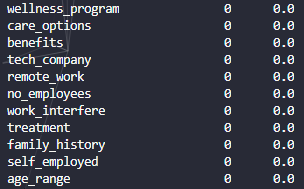 wellness_program 0 0.0
care_options 0 0.0
benefits 0 0.0
tech_company 0 0.0
remote_work 0 0.0
no_employees 0 0.0
work_interfere 0 0.0
treatment 0 0.0
family_history 0 0.0
self_employed 0 0.0
age_range 0 0.0